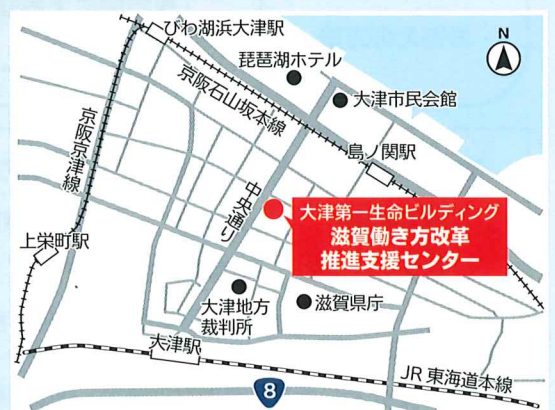 びわ湖浜大津駅
N
琵琶湖ホテル
大津市民会館
京阪石山坂本線
京阪京津線
島ノ関駅
中央通り
大津第一生命ビルディング
滋賀働き方改革
推進支援センター
上栄町駅
大津地方
裁判所
滋賀県庁
大津駅
JR 東海道本線
8